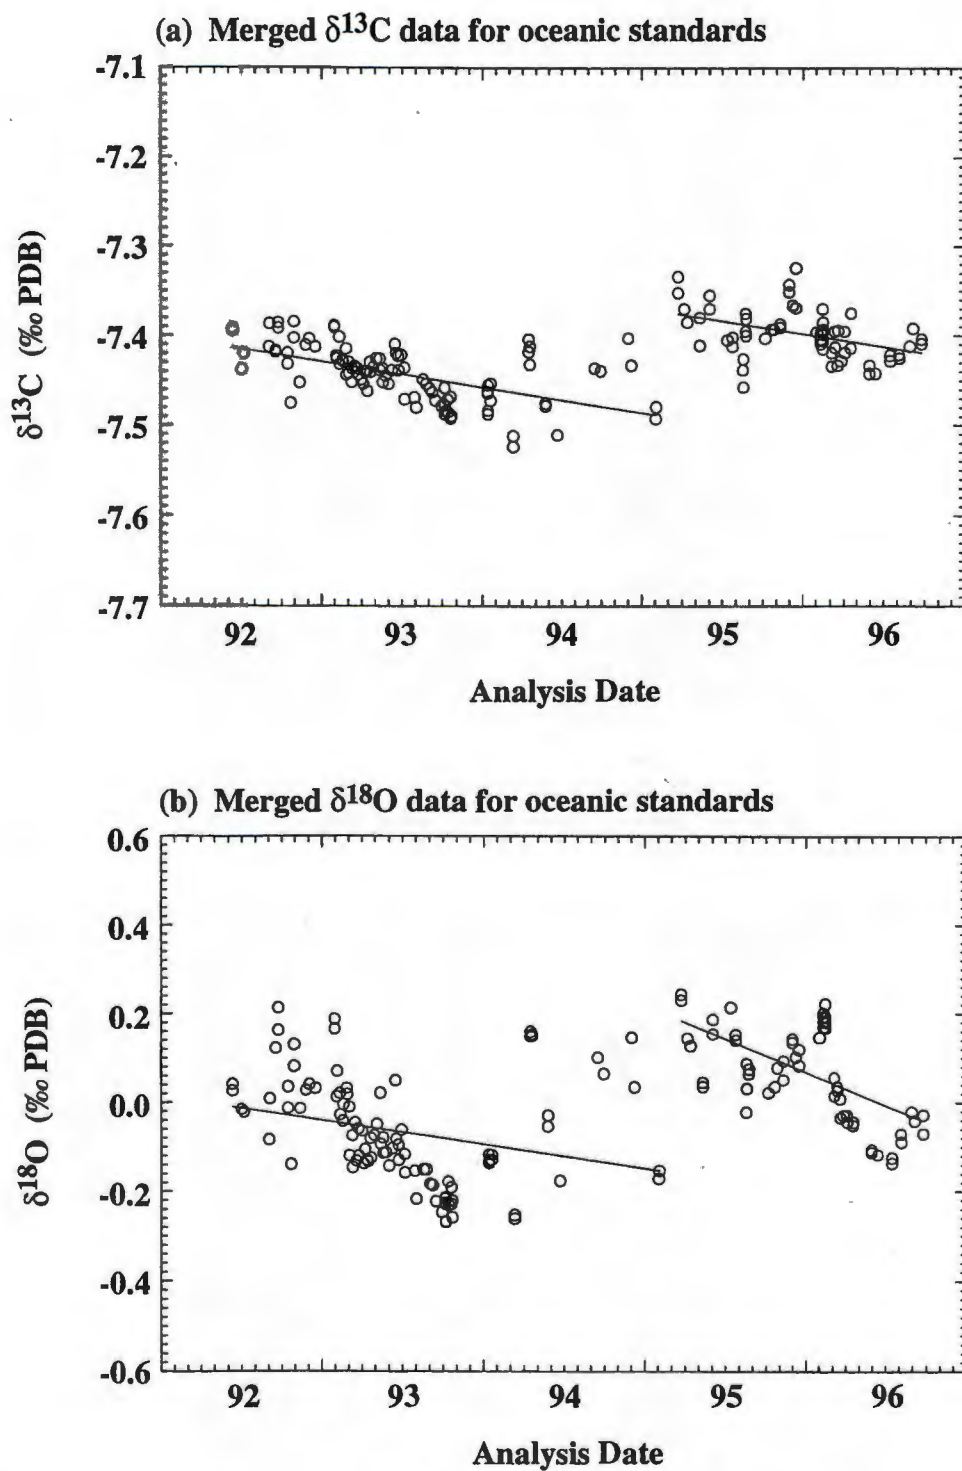 (a) Merged δ13C data for oceanic standards
-7.1
-7.2
-7.3
-7.4
-7.5
-7.6
-7.7
δ13C (‰ PDB)
92 93 94 95 96
Analysis Date
(b) Merged δ18O data for oceanic standards
0.6
0.4
0.2
0.0
-0.2
-0.4
-0.6
δ18O (‰ PDB)
92 93 94 95 96
Analysis Date